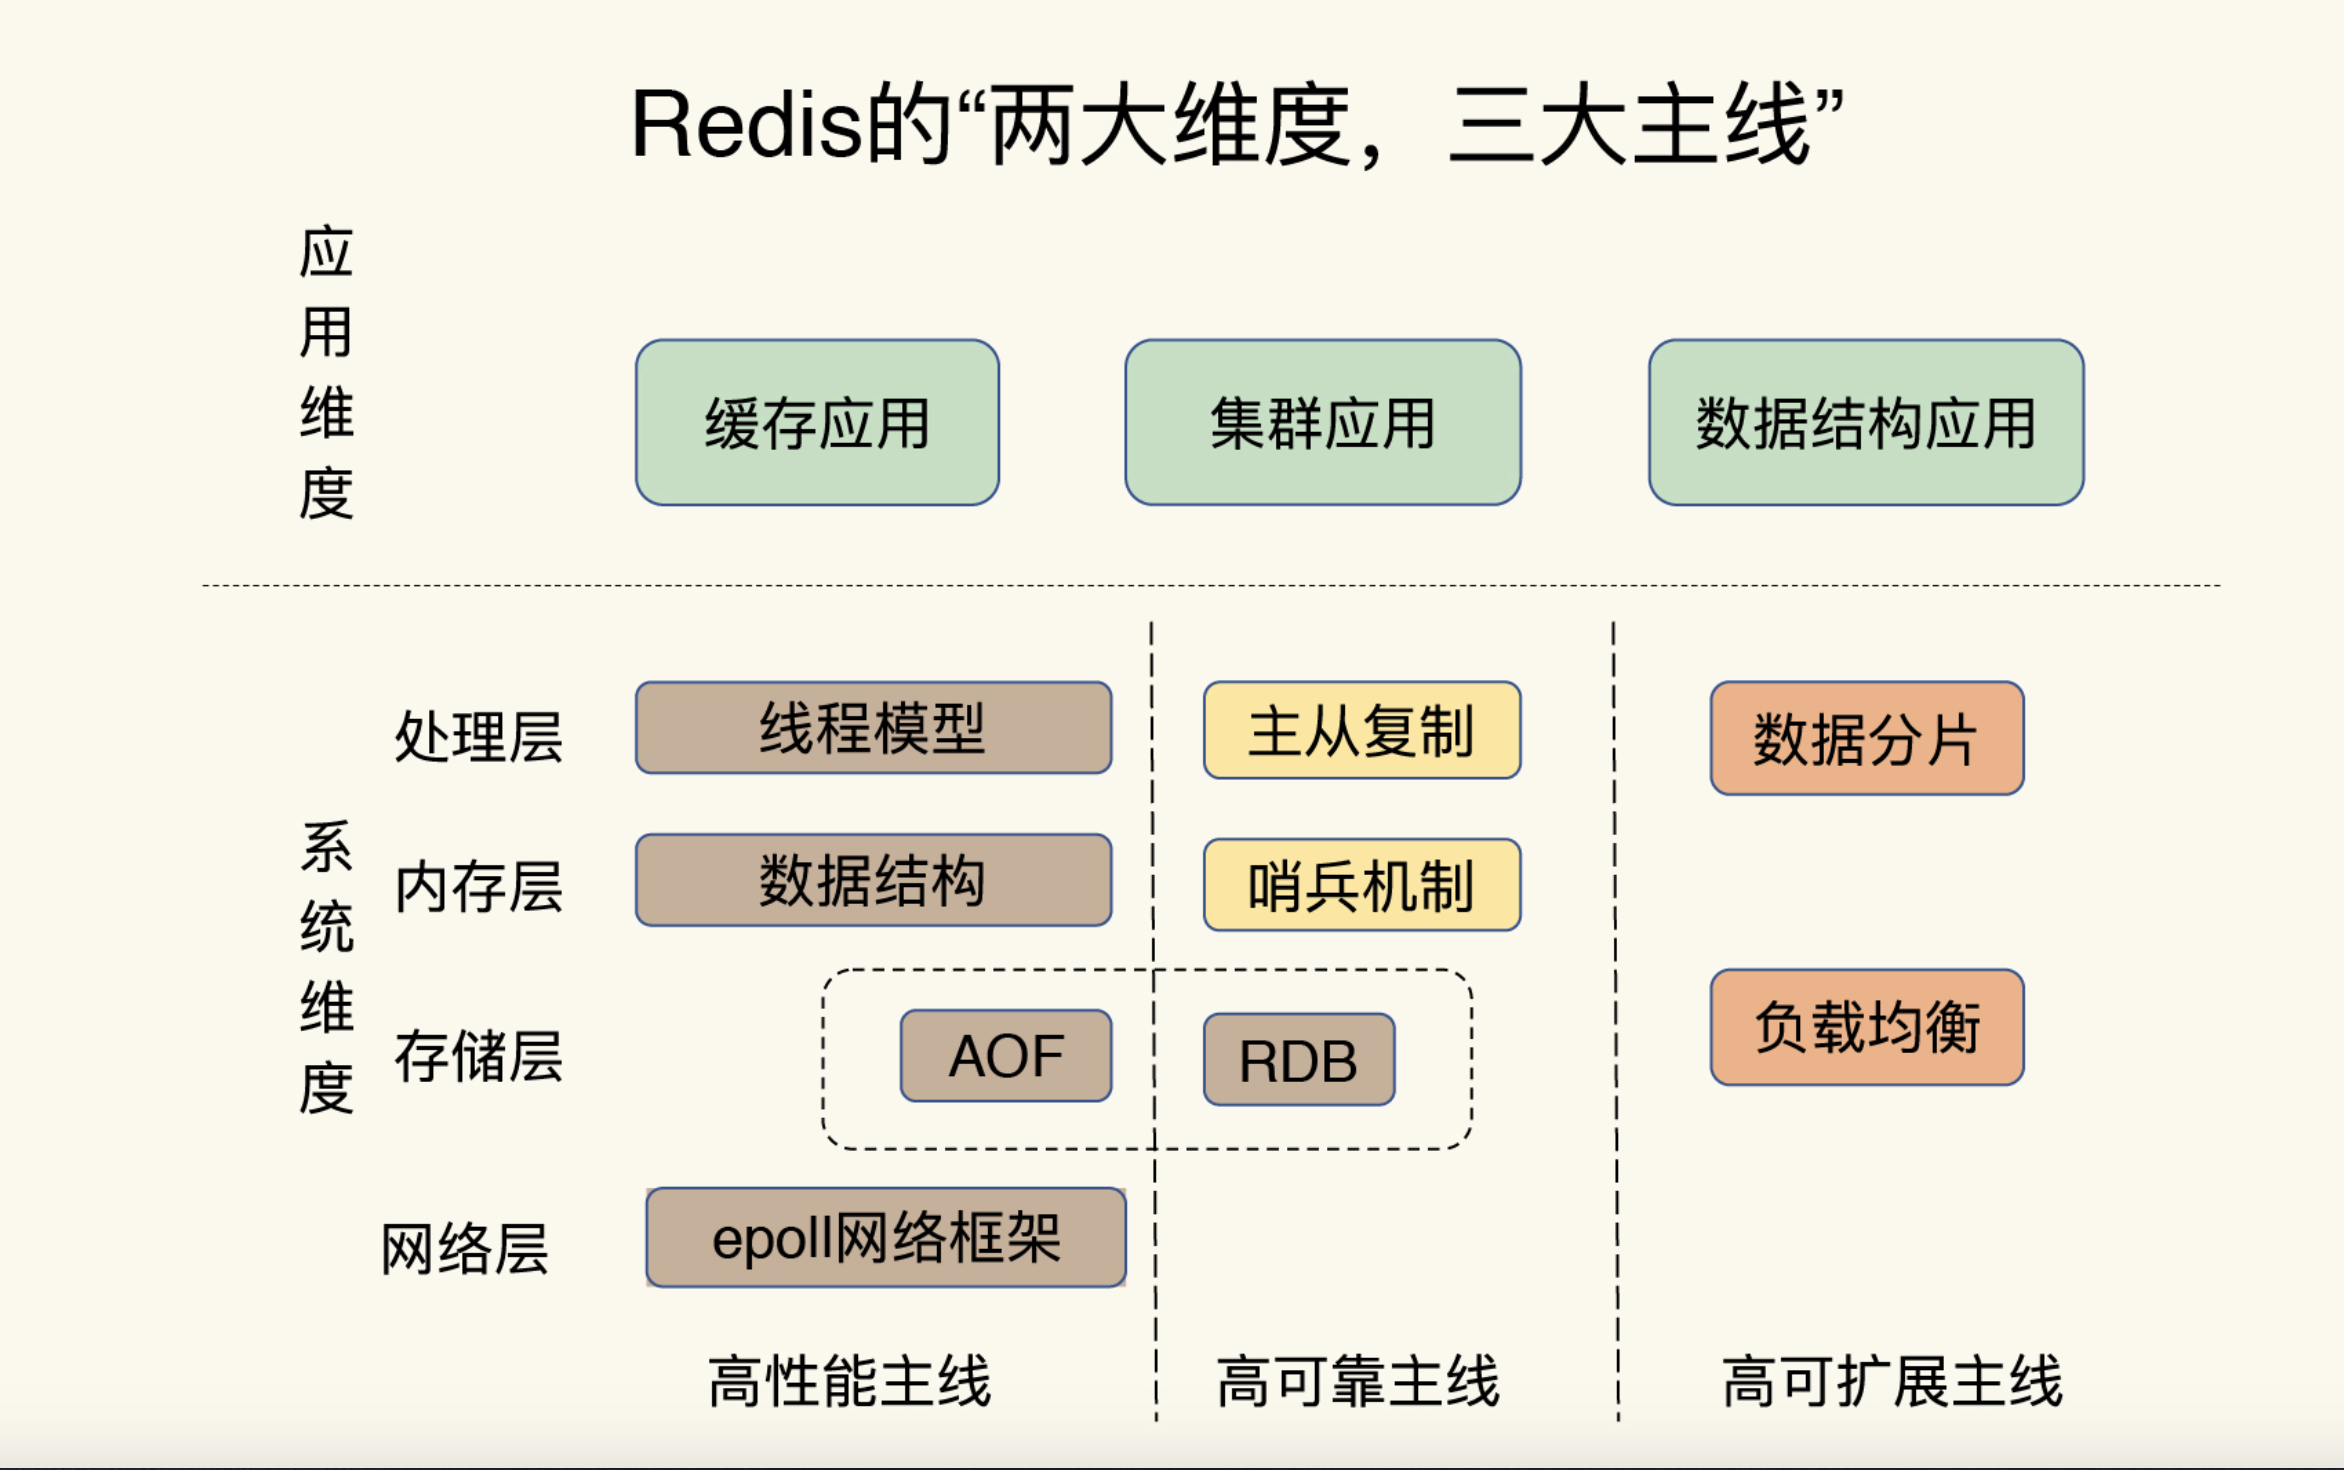 Redis的“两大维度，三大主线”
应用维度
缓存应用
集群应用
数据结构应用
系统维度
处理层
线程模型
主从复制
数据分片
内存层
数据结构
哨兵机制
存储层
AOF
RDB
负载均衡
网络层
epoll网络框架
高性能主线
高可靠主线
高可扩展主线